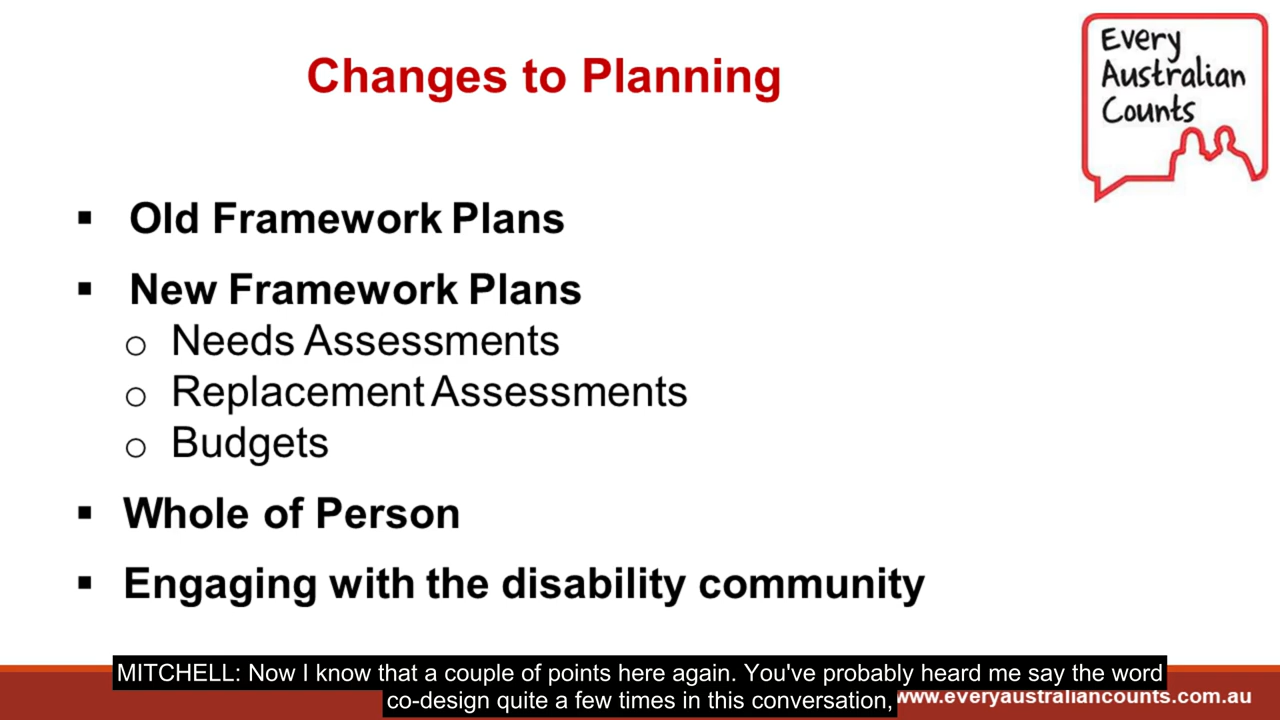 Changes to Planning
Every
Australian
Counts
▪ Old Framework Plans
▪ New Framework Plans
o Needs Assessments
o Replacement Assessments
o Budgets
▪ Whole of Person
▪ Engaging with the disability community
MITCHELL: Now I know that a couple of points here again. You've probably heard me say the word
co-design quite a few times in this conversation,
www.everyaustraliancounts.com.au